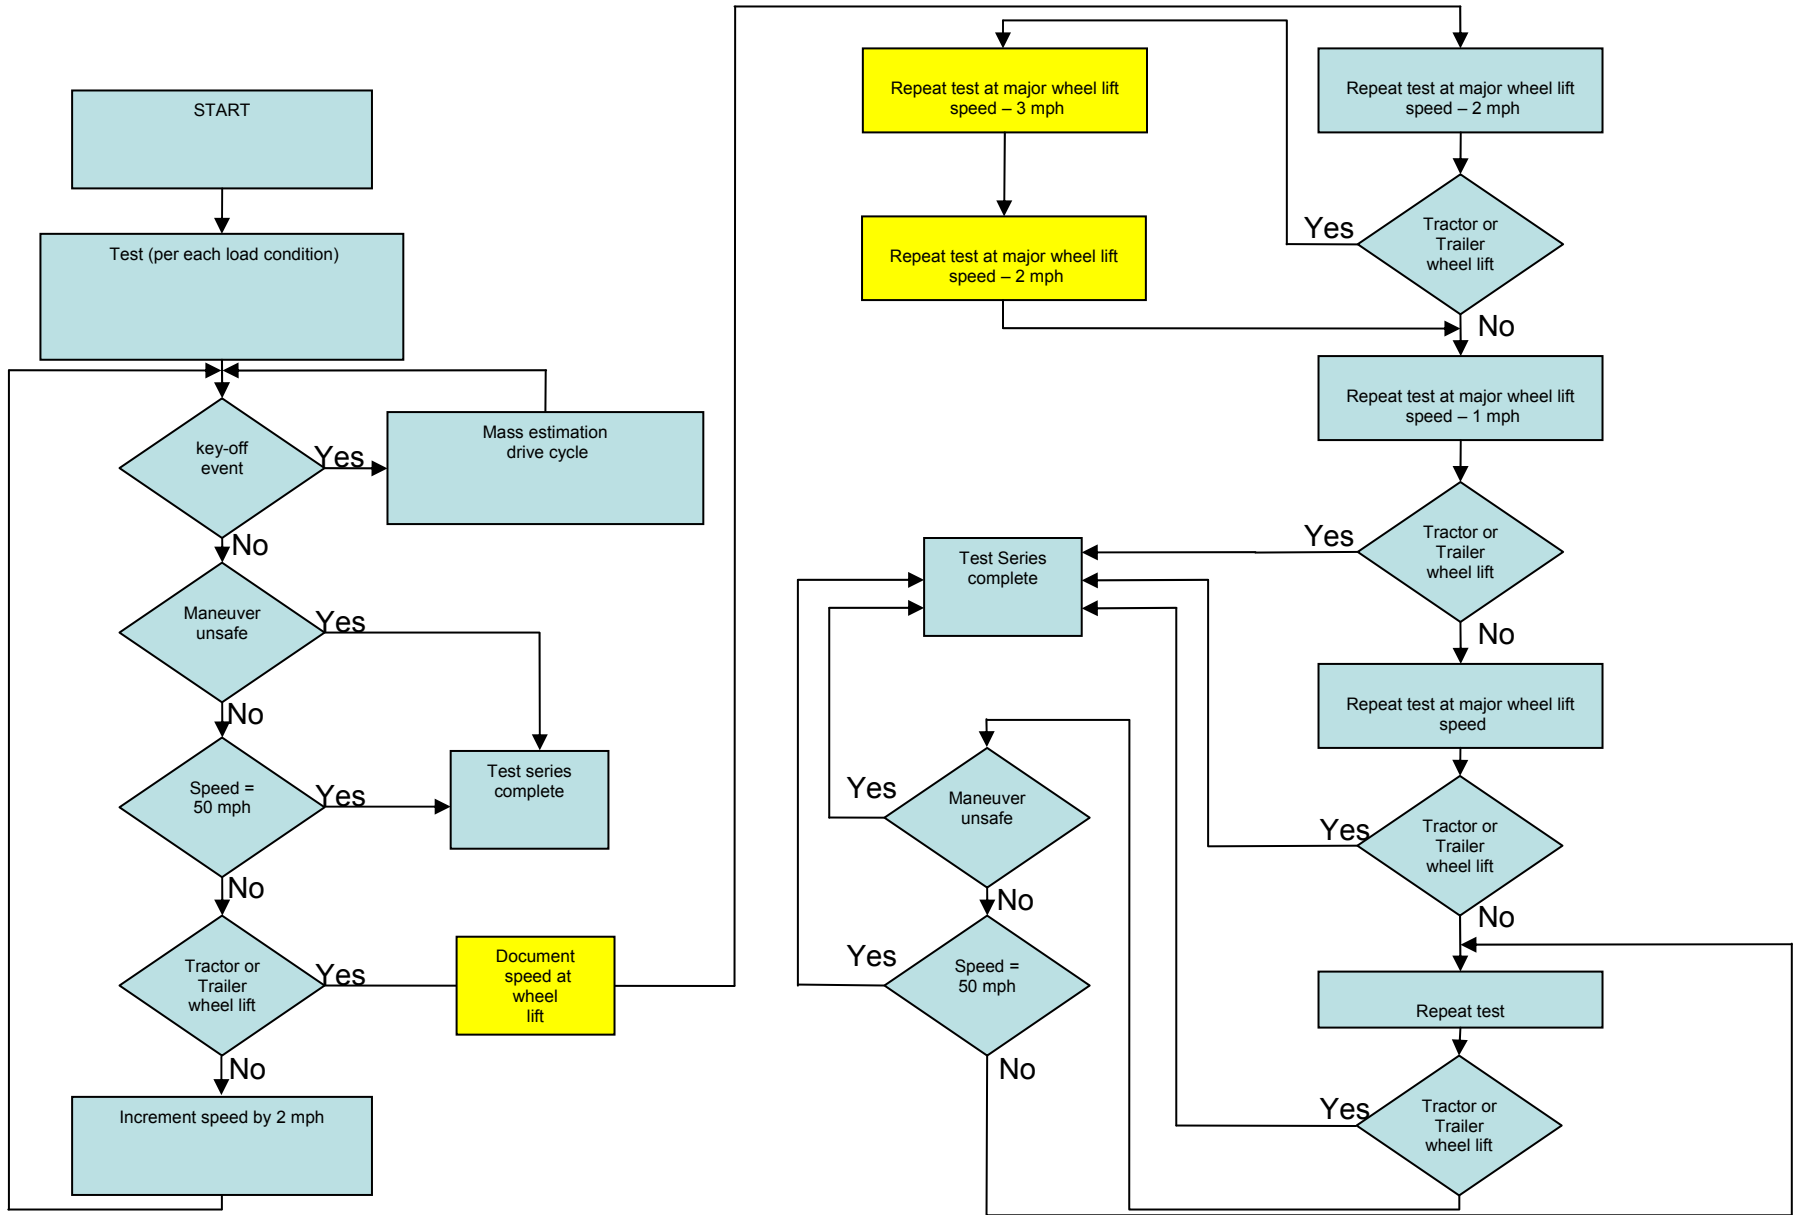 START
Test (per each load condition)
key-off
event
Yes
Mass estimation
drive cycle
No
Maneuver
unsafe
Yes
No
Speed =
50 mph
Yes
Test series
complete
No
Tractor or
Trailer
wheel lift
Yes
Document
speed at
wheel
lift
No
Increment speed by 2 mph
Repeat test at major wheel lift
speed – 3 mph
Repeat test at major wheel lift
speed – 2 mph
Repeat test at major wheel lift
speed – 2 mph
Yes
Tractor or
Trailer
wheel lift
No
Repeat test at major wheel lift
speed – 1 mph
Yes
Tractor or
Trailer
wheel lift
Test Series
complete
No
Repeat test at major wheel lift
speed
Yes
Tractor or
Trailer
wheel lift
No
Yes
Maneuver
unsafe
No
Yes
Speed =
50 mph
No
Repeat test
Yes
Tractor or
Trailer
wheel lift